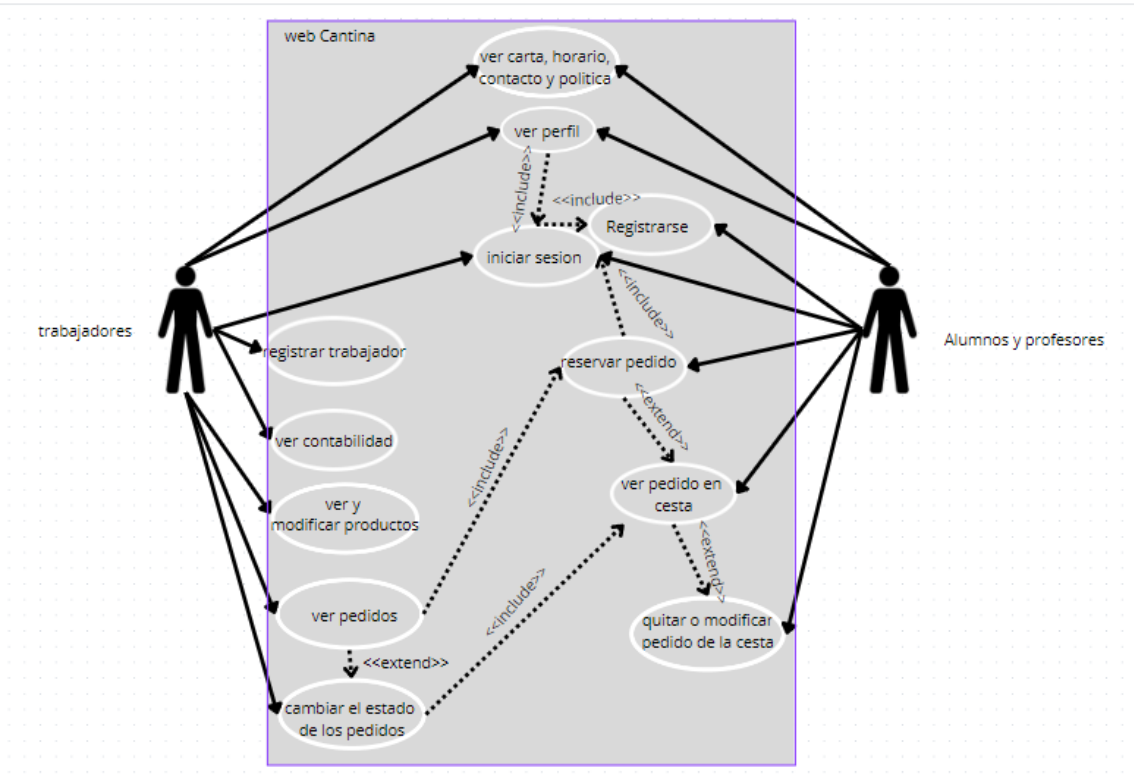 web Cantina
ver carta, horario,
contacto y politica
ver perfil
<<include>>
<<include>>
Registrarse
iniciar sesion
<<include>>
trabajadores
Alumnos y profesores
registrar trabajador
reservar pedido
<<extend>>
ver contabilidad
<<include>>
ver pedido en
cesta
ver y
modificar productos
<<extend>>
<<include>>
ver pedidos
quitar o modificar
pedido de la cesta
<<extend>>
cambiar el estado
de los pedidos